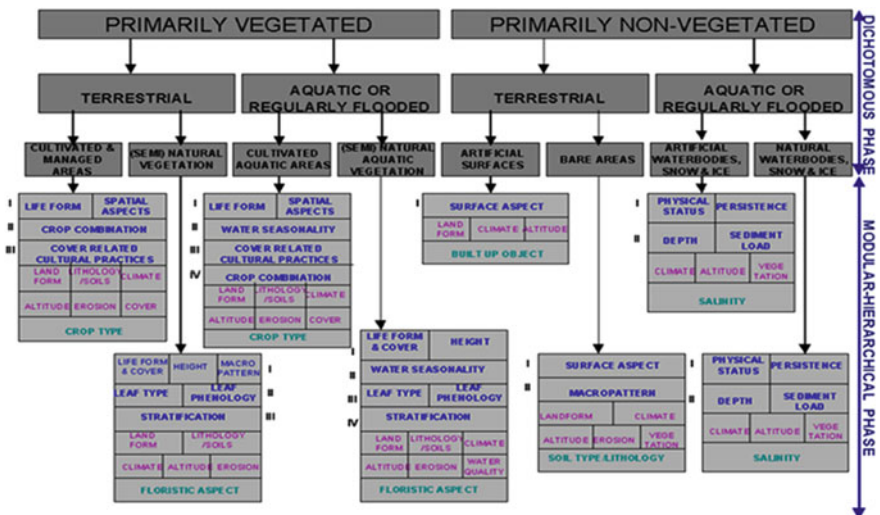 PRIMARILY VEGETATED
PRIMARILY NON-VEGETATED
TERRESTRIAL
AQUATIC OR
REGULARLY FLOODED
TERRESTRIAL
AQUATIC OR
REGULARLY FLOODED
DICHOTOMOUS PHASE
CULTIVATED &
MANAGED
AREAS
(SEMI) NATURAL
VEGETATION
CULTIVATED
AQUATIC AREAS
(SEMI) NATURAL
AQUATIC
VEGETATION
ARTIFICIAL
SURFACES
BARE AREAS
ARTIFICIAL
WATERBODIES,
SNOW & ICE
NATURAL
WATERBODIES,
SNOW & ICE
MODULAR-HIERARCHICAL PHASE
I
II
III
LIFE FORM
SPATIAL
ASPECTS
CROP COMBINATION
COVER RELATED
CULTURAL PRACTICES
LAND
FORM
LITHOLOGY
/SOILS
CLIMATE
ALTITUDE
EROSION
COVER
CROP TYPE
I
II
III
IV
LIFE FORM
SPATIAL
ASPECTS
WATER SEASONALITY
COVER RELATED
CULTURAL PRACTICES
CROP COMBINATION
LAND
FORM
LITHOLOGY
/SOILS
CLIMATE
ALTITUDE
EROSION
COVER
CROP TYPE
I
SURFACE ASPECT
LAND
FORM
CLIMATE
ALTITUDE
BUILT UP OBJECT
I
II
PHYSICAL
STATUS
PERSISTENCE
DEPTH
SEDIMENT
LOAD
CLIMATE
ALTITUDE
VEGE
TATION
SALINITY
LIFE FORM
& COVER
HEIGHT
MACRO
PATTERN
I
II
III
LEAF TYPE
LEAF
PHENOLOGY
STRATIFICATION
LAND
FORM
LITHOLOGY
/SOILS
CLIMATE
ALTITUDE
EROSION
FLORISTIC ASPECT
I
II
III
IV
LIFE FORM
& COVER
HEIGHT
WATER SEASONALITY
LEAF TYPE
LEAF
PHENOLOGY
STRATIFICATION
LAND
FORM
LITHOLOGY
/SOILS
CLIMATE
ALTITUDE
EROSION
WATER
QUALITY
FLORISTIC ASPECT
I
II
SURFACE ASPECT
MACROPATTERN
LANDFORM
CLIMATE
ALTITUDE
EROSION
VEGE
TATION
SOIL TYPE/LITHOLOGY
I
II
PHYSICAL
STATUS
PERSISTENCE
DEPTH
SEDIMENT
LOAD
CLIMATE
ALTITUDE
VEGE
TATION
SALINITY